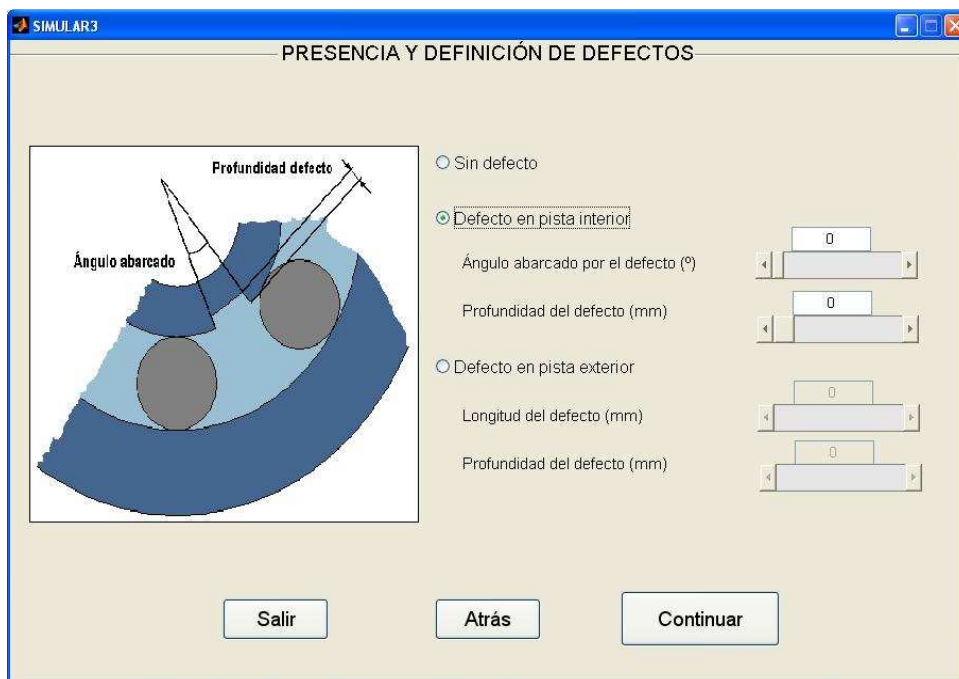 SIMULAR3
PRESENCIA Y DEFINICIÓN DE DEFECTOS
Profundidad defecto
Ángulo abarcado
Sin defecto
Defecto en pista interior
0
Ángulo abarcado por el defecto (º)
0
Profundidad del defecto (mm)
Defecto en pista exterior
0
Longitud del defecto (mm)
0
Profundidad del defecto (mm)
Salir
Atrás
Continuar